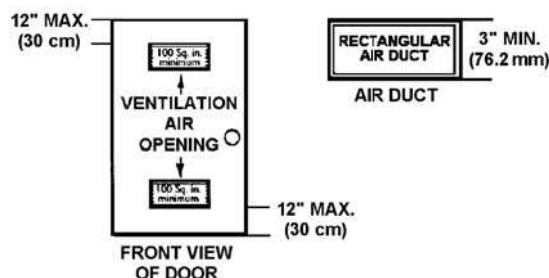 12" MAX.
(30 cm)
100 Sq. in.
minimum
VENTILATION
AIR
OPENING
100 Sq. in.
minimum
12" MAX.
(30 cm)
FRONT VIEW
OF DOOR
RECTANGULAR
AIR DUCT
3" MIN.
(76.2 mm)
AIR DUCT